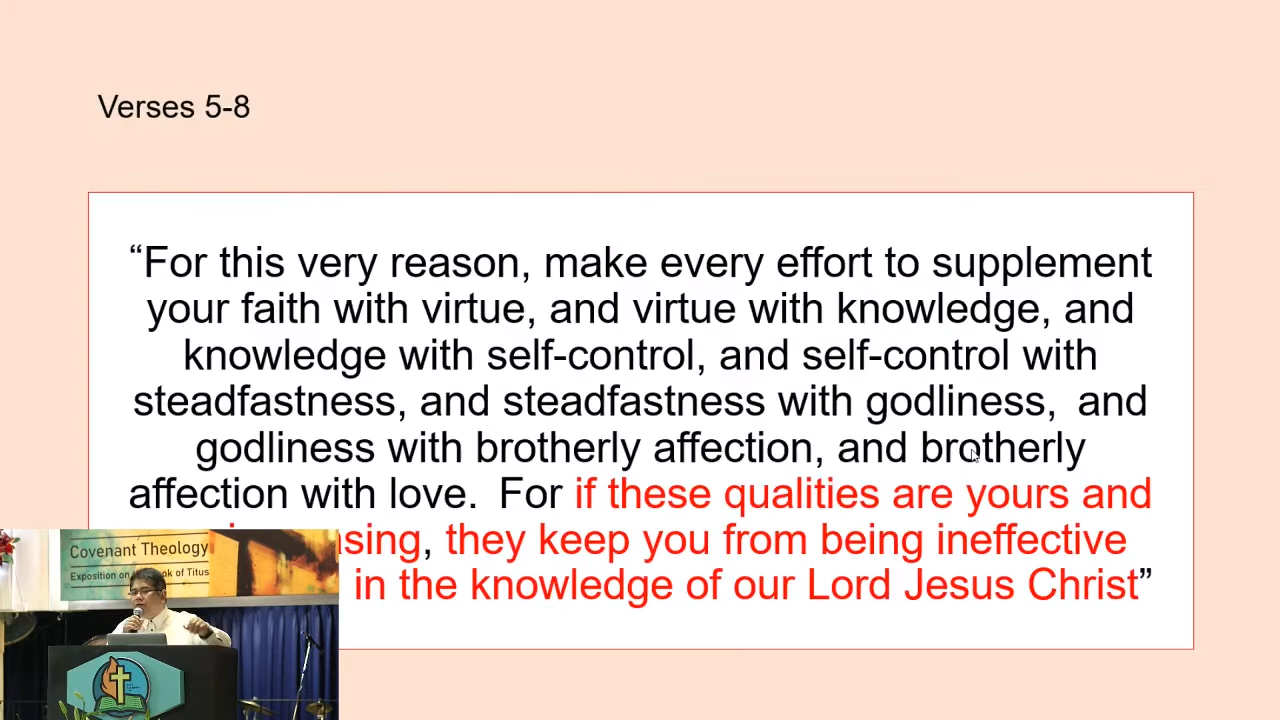 Verses 5-8
“For this very reason, make every effort to supplement
your faith with virtue, and virtue with knowledge, and
knowledge with self-control, and self-control with
steadfastness, and steadfastness with godliness, and
godliness with brotherly affection, and brotherly
affection with love. For if these qualities are yours and
asing, they keep you from being ineffective
in the knowledge of our Lord Jesus Christ”
Covenant Theology
Exposition on ok of Titus